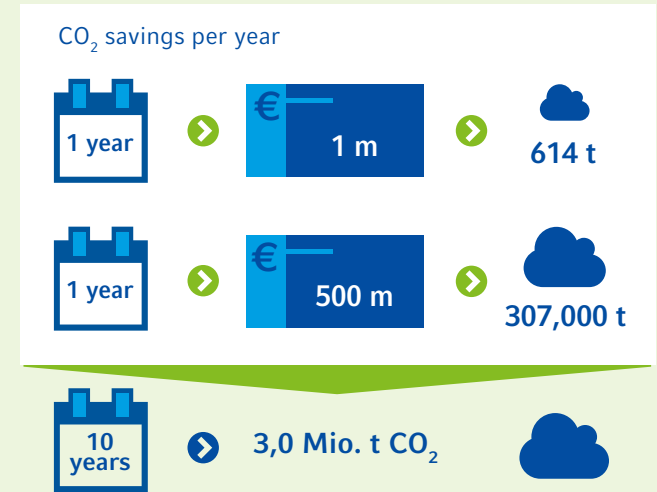 CO₂ savings per year
1 year
€
1 m
614 t
1 year
€
500 m
307,000 t
10
years
3,0 Mio. t CO₂